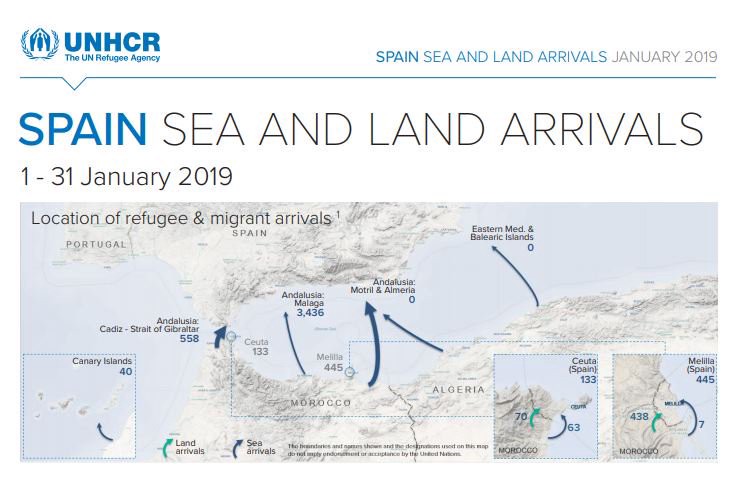 UNHCR
The UN Refugee Agency
SPAIN SEA AND LAND ARRIVALS JANUARY 2019
SPAIN SEA AND LAND ARRIVALS
1 - 31 January 2019
Location of refugee & migrant arrivals 1
PORTUGAL
SPAIN
Eastern Med. &
Balearic Islands
0
Andalusia:
Motril & Almeria
0
Andalusia:
Malaga
3,436
Andalusia:
Cadiz - Strait of Gibraltar
558
Ceuta
133
Melilla
445
Canary Islands
40
MOROCCO
ALGERIA
Ceuta
(Spain)
133
CEUTA
70
63
MOROCCO
Melilla
(Spain)
445
MELILLA
438
7
MOROCCO
Land
arrivals
Sea
arrivals
The boundaries and names shown and the designations used on this map
do not imply endorsement or acceptance by the United Nations.